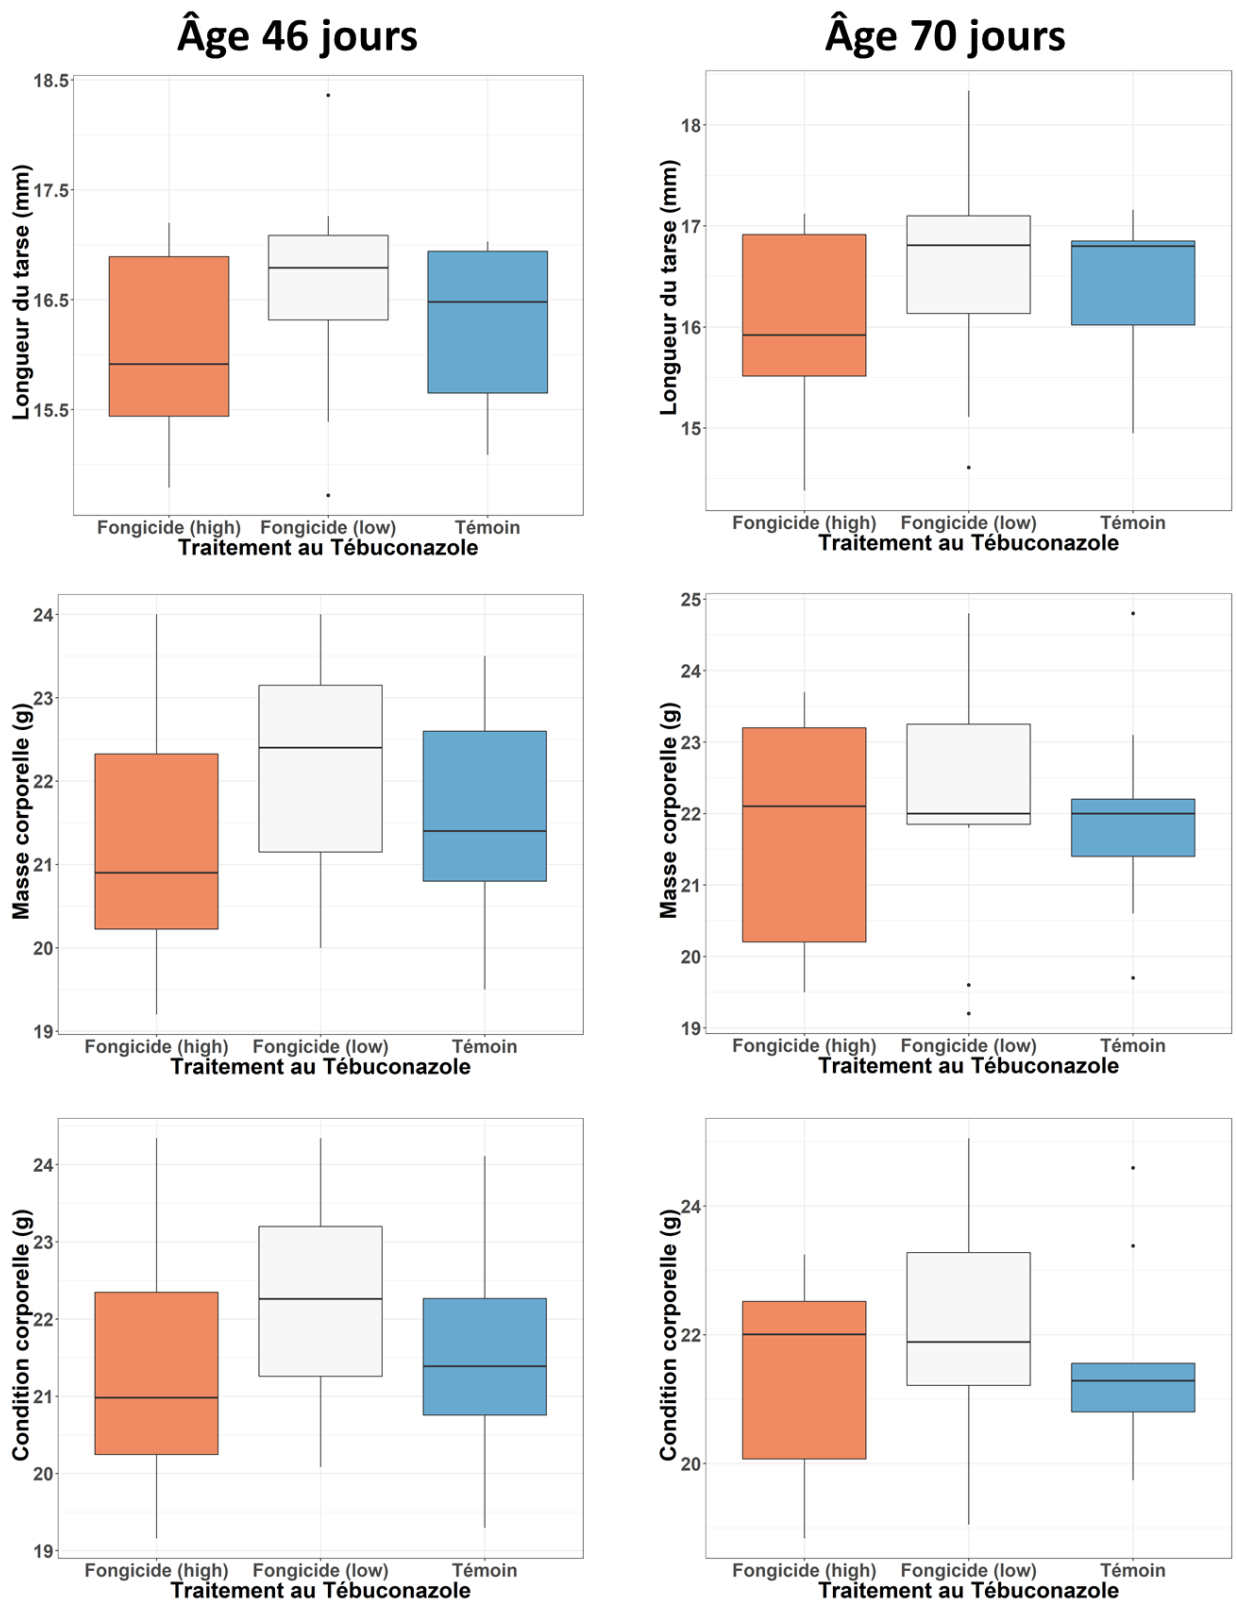 Âge 46 jours
Âge 70 jours
Longueur du tarse (mm)
18.5
17.5
16.5
15.5
Fongicide (high) Fongicide (low) Témoin
Traitement au Tébuconazole
Longueur du tarse (mm)
18
17
16
15
Fongicide (high) Fongicide (low) Témoin
Traitement au Tébuconazole
Masse corporelle (g)
24
23
22
21
20
19
Fongicide (high) Fongicide (low) Témoin
Traitement au Tébuconazole
Masse corporelle (g)
25
24
23
22
21
20
19
Fongicide (high) Fongicide (low) Témoin
Traitement au Tébuconazole
Condition corporelle (g)
24
23
22
21
20
19
Fongicide (high) Fongicide (low) Témoin
Traitement au Tébuconazole
Condition corporelle (g)
24
22
20
Fongicide (high) Fongicide (low) Témoin
Traitement au Tébuconazole